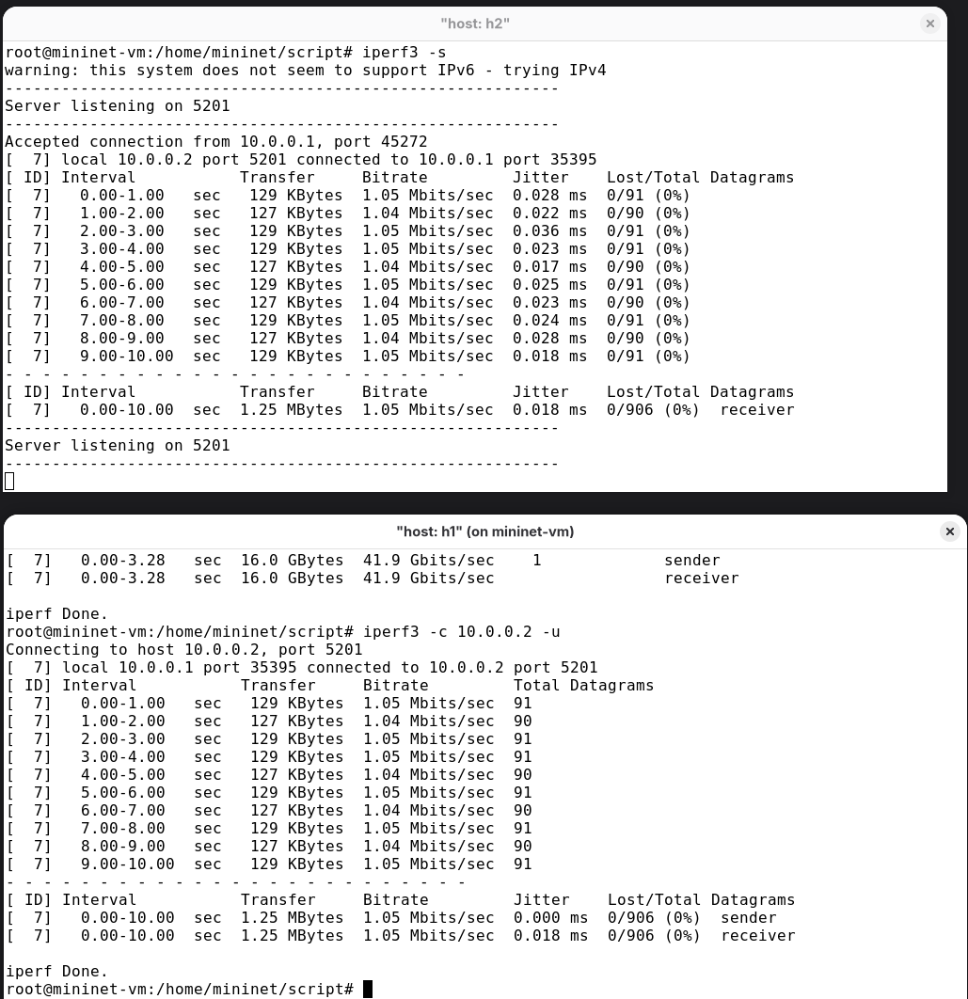 "host: h2"
root@mininet-vm:/home/mininet/script# iperf3 -s
warning: this system does not seem to support IPv6 - trying IPv4
-----------------------------------------------------------
Server listening on 5201
-----------------------------------------------------------
Accepted connection from 10.0.0.1, port 45272
[  7] local 10.0.0.2 port 5201 connected to 10.0.0.1 port 35395
[ ID] Interval           Transfer     Bitrate         Jitter    Lost/Total Datagrams
[  7]   0.00-1.00   sec   129 KBytes  1.05 Mbits/sec  0.028 ms  0/91 (0%)
[  7]   1.00-2.00   sec   127 KBytes  1.04 Mbits/sec  0.022 ms  0/90 (0%)
[  7]   2.00-3.00   sec   129 KBytes  1.05 Mbits/sec  0.036 ms  0/91 (0%)
[  7]   3.00-4.00   sec   129 KBytes  1.05 Mbits/sec  0.023 ms  0/91 (0%)
[  7]   4.00-5.00   sec   127 KBytes  1.04 Mbits/sec  0.017 ms  0/90 (0%)
[  7]   5.00-6.00   sec   129 KBytes  1.05 Mbits/sec  0.025 ms  0/91 (0%)
[  7]   6.00-7.00   sec   127 KBytes  1.04 Mbits/sec  0.023 ms  0/90 (0%)
[  7]   7.00-8.00   sec   129 KBytes  1.05 Mbits/sec  0.024 ms  0/91 (0%)
[  7]   8.00-9.00   sec   127 KBytes  1.04 Mbits/sec  0.028 ms  0/90 (0%)
[  7]   9.00-10.00  sec   129 KBytes  1.05 Mbits/sec  0.018 ms  0/91 (0%)
- - - - - - - - - - - - - - - - - - - - - - - - -
[ ID] Interval           Transfer     Bitrate         Jitter    Lost/Total Datagrams
[  7]   0.00-10.00  sec  1.25 MBytes  1.05 Mbits/sec  0.018 ms  0/906 (0%)  receiver
-----------------------------------------------------------
Server listening on 5201
-----------------------------------------------------------
"host: h1" (on mininet-vm)
[  7]   0.00-3.28   sec  16.0 GBytes  41.9 Gbits/sec    1             sender
[  7]   0.00-3.28   sec  16.0 GBytes  41.9 Gbits/sec                  receiver
iperf Done.
root@mininet-vm:/home/mininet/script# iperf3 -c 10.0.0.2 -u
Connecting to host 10.0.0.2, port 5201
[  7] local 10.0.0.1 port 35395 connected to 10.0.0.2 port 5201
[ ID] Interval           Transfer     Bitrate         Total Datagrams
[  7]   0.00-1.00   sec   129 KBytes  1.05 Mbits/sec  91
[  7]   1.00-2.00   sec   127 KBytes  1.04 Mbits/sec  90
[  7]   2.00-3.00   sec   129 KBytes  1.05 Mbits/sec  91
[  7]   3.00-4.00   sec   129 KBytes  1.05 Mbits/sec  91
[  7]   4.00-5.00   sec   127 KBytes  1.04 Mbits/sec  90
[  7]   5.00-6.00   sec   129 KBytes  1.05 Mbits/sec  91
[  7]   6.00-7.00   sec   127 KBytes  1.04 Mbits/sec  90
[  7]   7.00-8.00   sec   129 KBytes  1.05 Mbits/sec  91
[  7]   8.00-9.00   sec   127 KBytes  1.04 Mbits/sec  90
[  7]   9.00-10.00  sec   129 KBytes  1.05 Mbits/sec  91
- - - - - - - - - - - - - - - - - - - - - - - - -
[ ID] Interval           Transfer     Bitrate         Jitter    Lost/Total Datagrams
[  7]   0.00-10.00  sec  1.25 MBytes  1.05 Mbits/sec  0.000 ms  0/906 (0%)  sender
[  7]   0.00-10.00  sec  1.25 MBytes  1.05 Mbits/sec  0.018 ms  0/906 (0%)  receiver
iperf Done.
root@mininet-vm:/home/mininet/script#